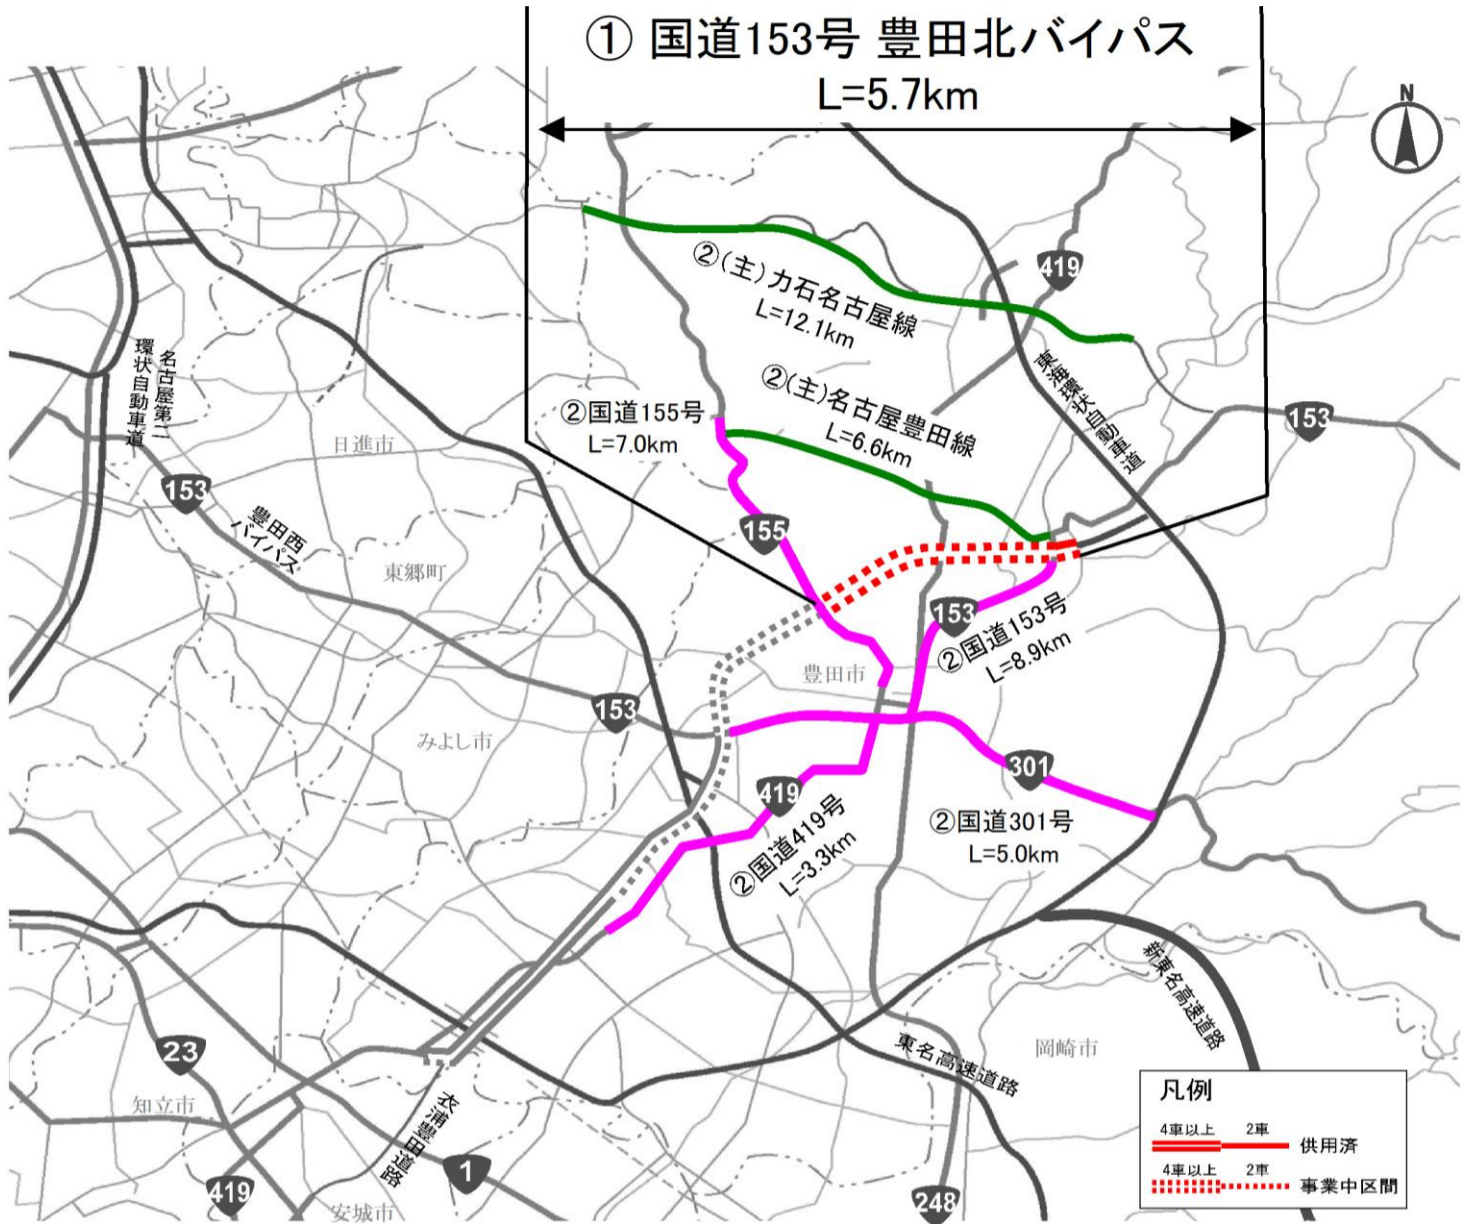 ① 国道153号 豊田北バイパス
L=5.7km
N
②(主)力石名古屋線
L=12.1km
419
②(主)名古屋豊田線
L=6.6km
東海環状自動車道
153
②国道155号
L=7.0km
155
名古屋第二
環状自動車道
日進市
153
豊田西
バイパス
東郷町
153
②国道153号
L=8.9km
豊田市
153
みよし市
301
②国道301号
L=5.0km
419
②国道419号
L=3.3km
新東名高速道路
東名高速道路
岡崎市
23
知立市
衣浦豊田道路
1
419
安城市
248
凡例
4車以上 2車
供用済
4車以上 2車
事業中区間